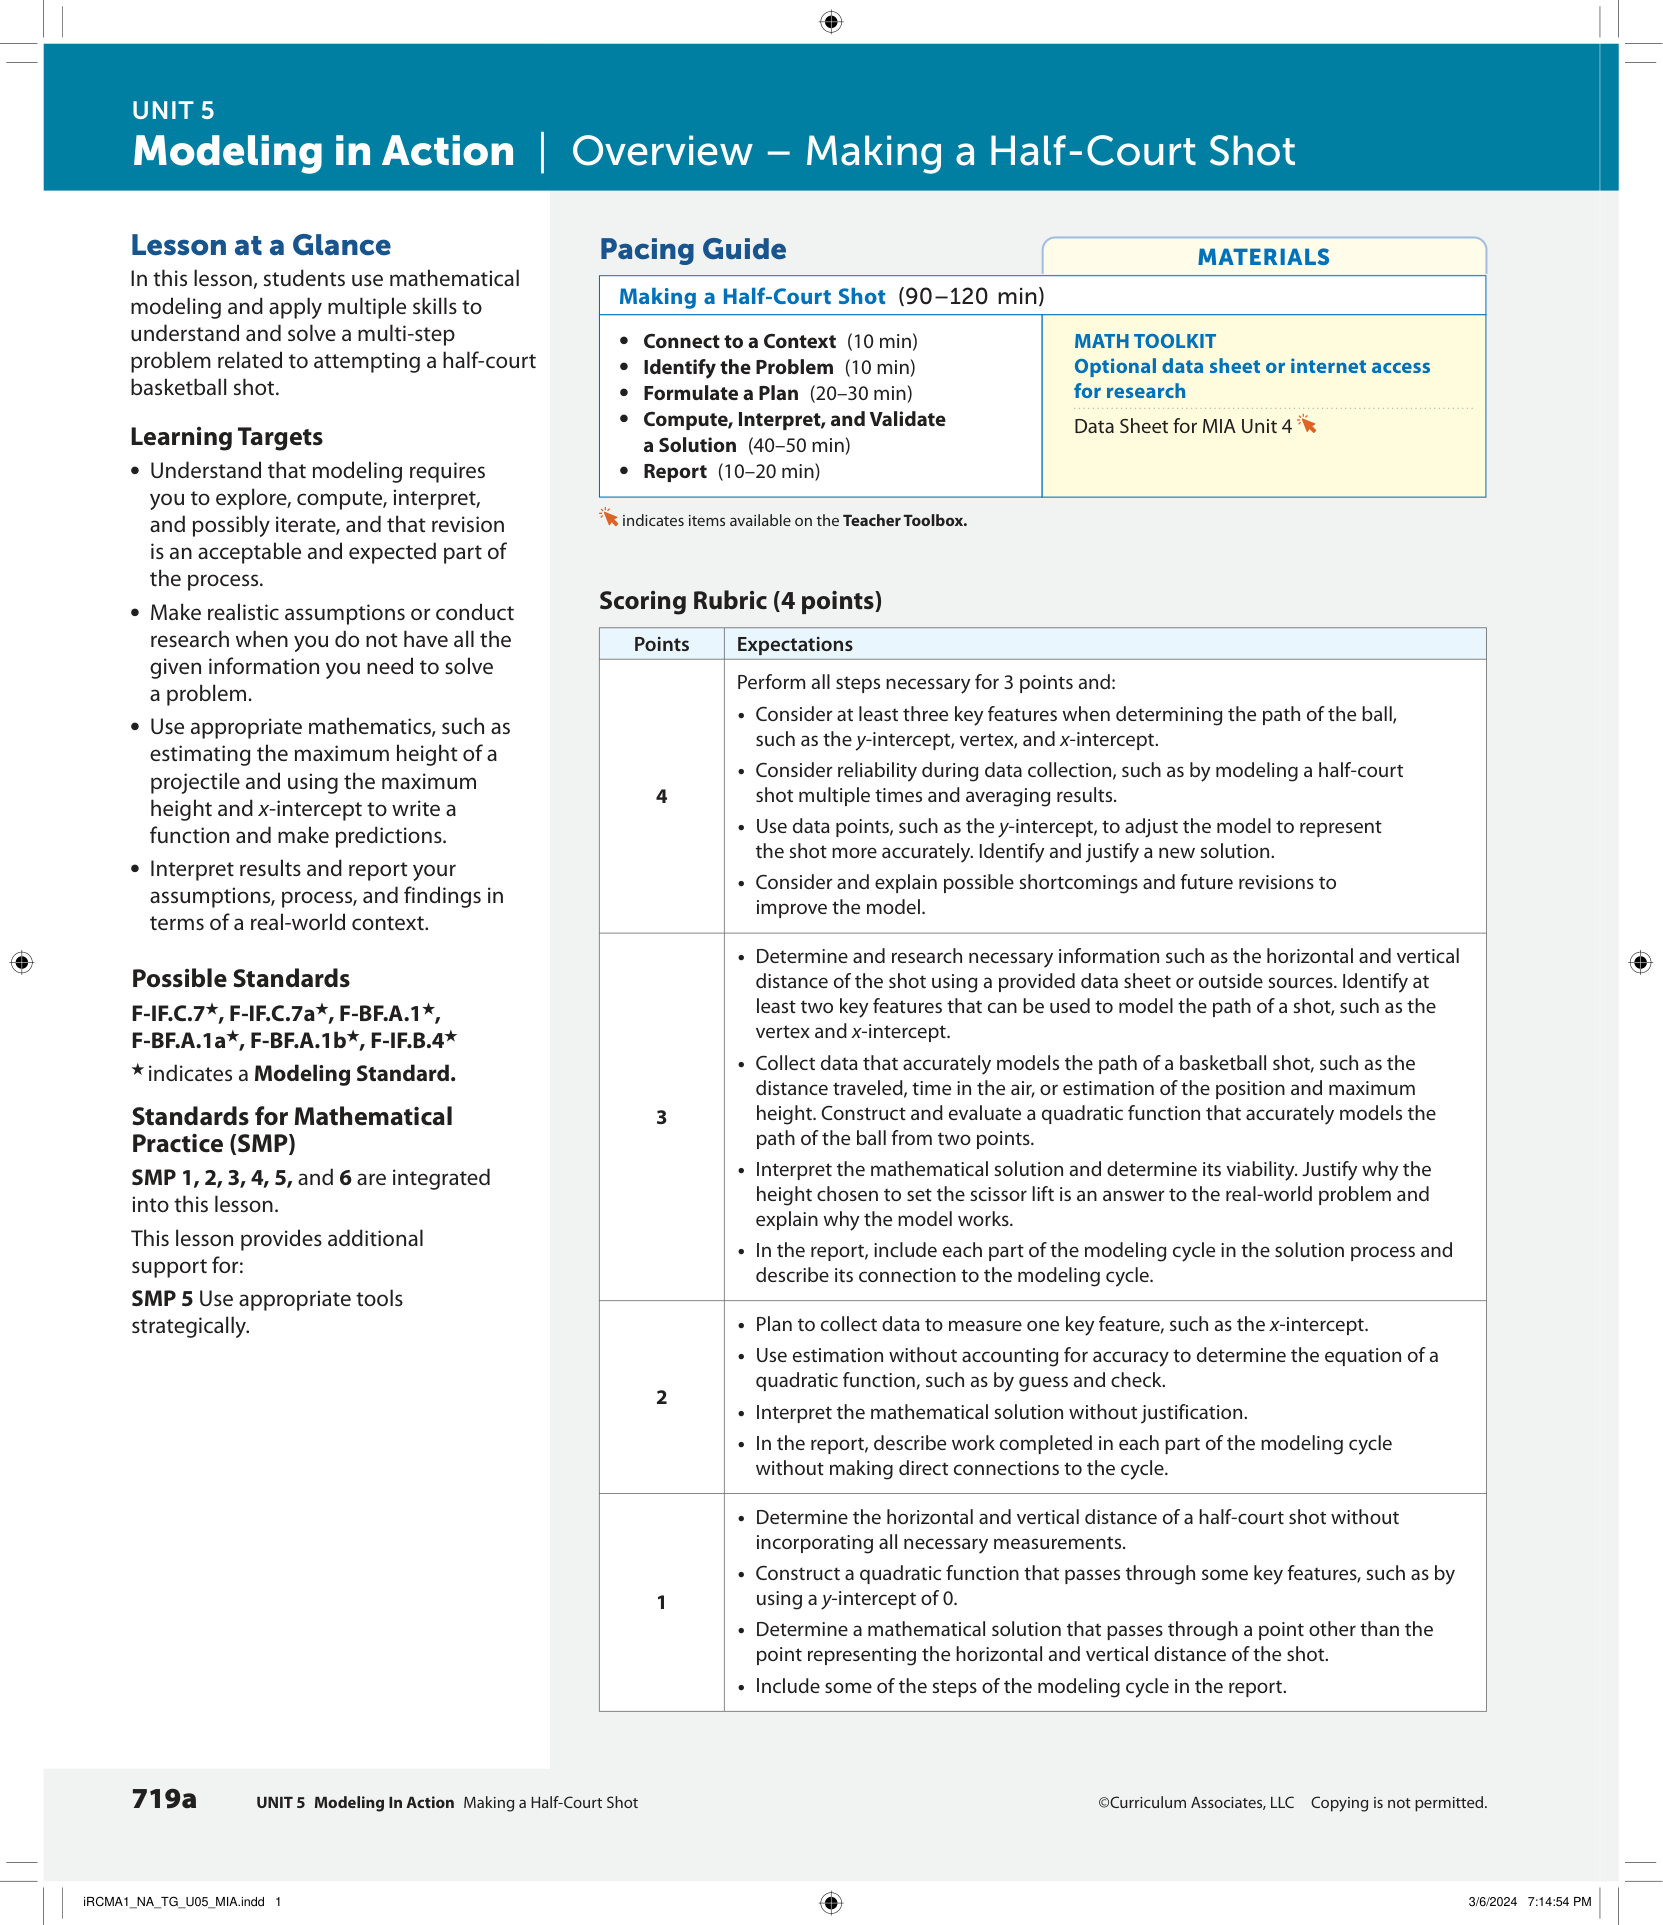 UNIT 5
Modeling in Action | Overview – Making a Half-Court Shot
Lesson at a Glance
In this lesson, students use mathematical
modeling and apply multiple skills to
understand and solve a multi-step
problem related to attempting a half-court
basketball shot.
Learning Targets
• Understand that modeling requires
you to explore, compute, interpret,
and possibly iterate, and that revision
is an acceptable and expected part of
the process.
• Make realistic assumptions or conduct
research when you do not have all the
given information you need to solve
a problem.
• Use appropriate mathematics, such as
estimating the maximum height of a
projectile and using the maximum
height and x-intercept to write a
function and make predictions.
• Interpret results and report your
assumptions, process, and findings in
terms of a real-world context.
Possible Standards
F-IF.C.7★, F-IF.C.7a★, F-BF.A.1★,
F-BF.A.1a★, F-BF.A.1b★, F-IF.B.4★
★ indicates a Modeling Standard.
Standards for Mathematical
Practice (SMP)
SMP 1, 2, 3, 4, 5, and 6 are integrated
into this lesson.
This lesson provides additional
support for:
SMP 5 Use appropriate tools
strategically.
Pacing Guide
MATERIALS
Making a Half-Court Shot (90–120 min)
• Connect to a Context (10 min)
• Identify the Problem (10 min)
• Formulate a Plan (20–30 min)
• Compute, Interpret, and Validate
a Solution (40–50 min)
• Report (10–20 min)
MATH TOOLKIT
Optional data sheet or internet access
for research
Data Sheet for MIA Unit 4
indicates items available on the Teacher Toolbox.
Scoring Rubric (4 points)
Points Expectations
4
Perform all steps necessary for 3 points and:
• Consider at least three key features when determining the path of the ball,
such as the y-intercept, vertex, and x-intercept.
• Consider reliability during data collection, such as by modeling a half-court
shot multiple times and averaging results.
• Use data points, such as the y-intercept, to adjust the model to represent
the shot more accurately. Identify and justify a new solution.
• Consider and explain possible shortcomings and future revisions to
improve the model.
3
• Determine and research necessary information such as the horizontal and vertical
distance of the shot using a provided data sheet or outside sources. Identify at
least two key features that can be used to model the path of a shot, such as the
vertex and x-intercept.
• Collect data that accurately models the path of a basketball shot, such as the
distance traveled, time in the air, or estimation of the position and maximum
height. Construct and evaluate a quadratic function that accurately models the
path of the ball from two points.
• Interpret the mathematical solution and determine its viability. Justify why the
height chosen to set the scissor lift is an answer to the real-world problem and
explain why the model works.
• In the report, include each part of the modeling cycle in the solution process and
describe its connection to the modeling cycle.
2
• Plan to collect data to measure one key feature, such as the x-intercept.
• Use estimation without accounting for accuracy to determine the equation of a
quadratic function, such as by guess and check.
• Interpret the mathematical solution without justification.
• In the report, describe work completed in each part of the modeling cycle
without making direct connections to the cycle.
1
• Determine the horizontal and vertical distance of a half-court shot without
incorporating all necessary measurements.
• Construct a quadratic function that passes through some key features, such as by
using a y-intercept of 0.
• Determine a mathematical solution that passes through a point other than the
point representing the horizontal and vertical distance of the shot.
• Include some of the steps of the modeling cycle in the report.
719a UNIT 5 Modeling In Action Making a Half-Court Shot
©Curriculum Associates, LLC Copying is not permitted.
iRCMA1_NA_TG_U05_MIA.indd 1
3/6/2024 7:14:54 PM